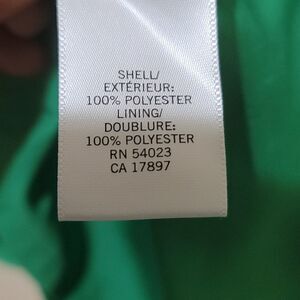 SHELL/
EXTÉRIEUR:
100% POLYESTER
LINING/
DOUBLURE:
100% POLYESTER
RN 54023
CA 17897